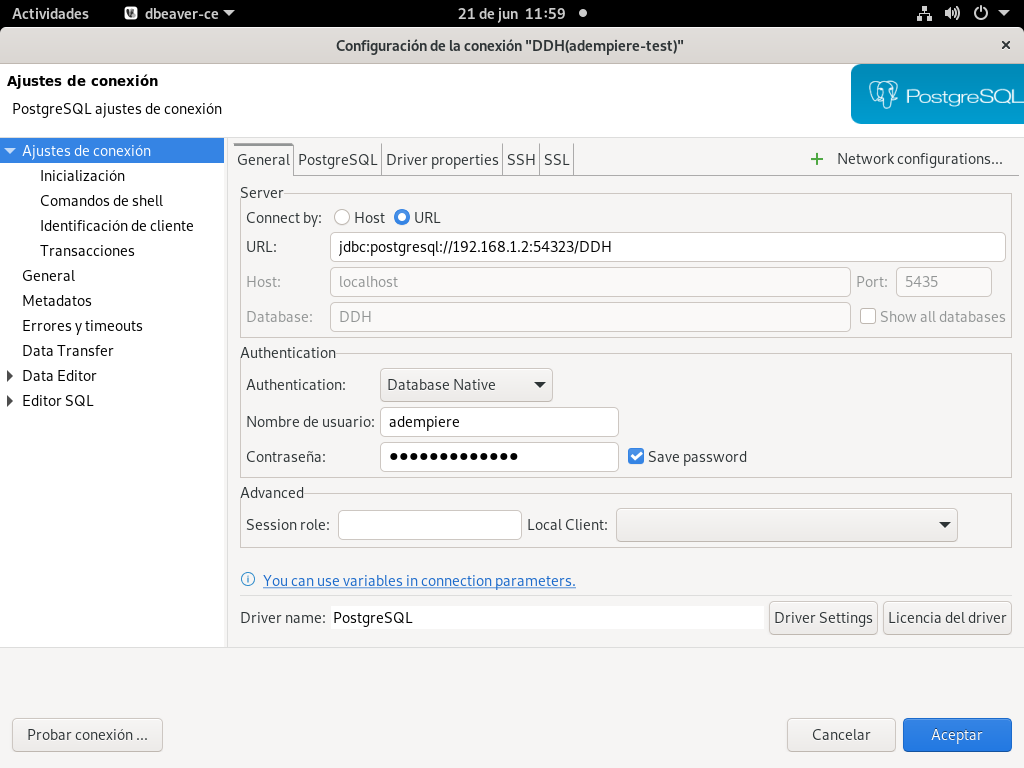 Actividades dbeaver-ce 21 de jun 11:59
Configuración de la conexión "DDH(adempiere-test)"
Ajustes de conexión
PostgreSQL ajustes de conexión
PostgreSQL
Ajustes de conexión
Inicialización
Comandos de shell
Identificación de cliente
Transacciones
General
Metadatos
Errores y timeouts
Data Transfer
Data Editor
Editor SQL
General PostgreSQL Driver properties SSH SSL Network configurations...
Server
Connect by: Host URL
URL: jdbc:postgresql://192.168.1.2:54323/DDH
Host: localhost Port: 5435
Database: DDH Show all databases
Authentication
Authentication: Database Native
Nombre de usuario: adempiere
Contraseña: ●●●●●●●●●●●●● Save password
Advanced
Session role: Local Client:
You can use variables in connection parameters.
Driver name: PostgreSQL Driver Settings Licencia del driver
Probar conexión ... Cancelar Aceptar